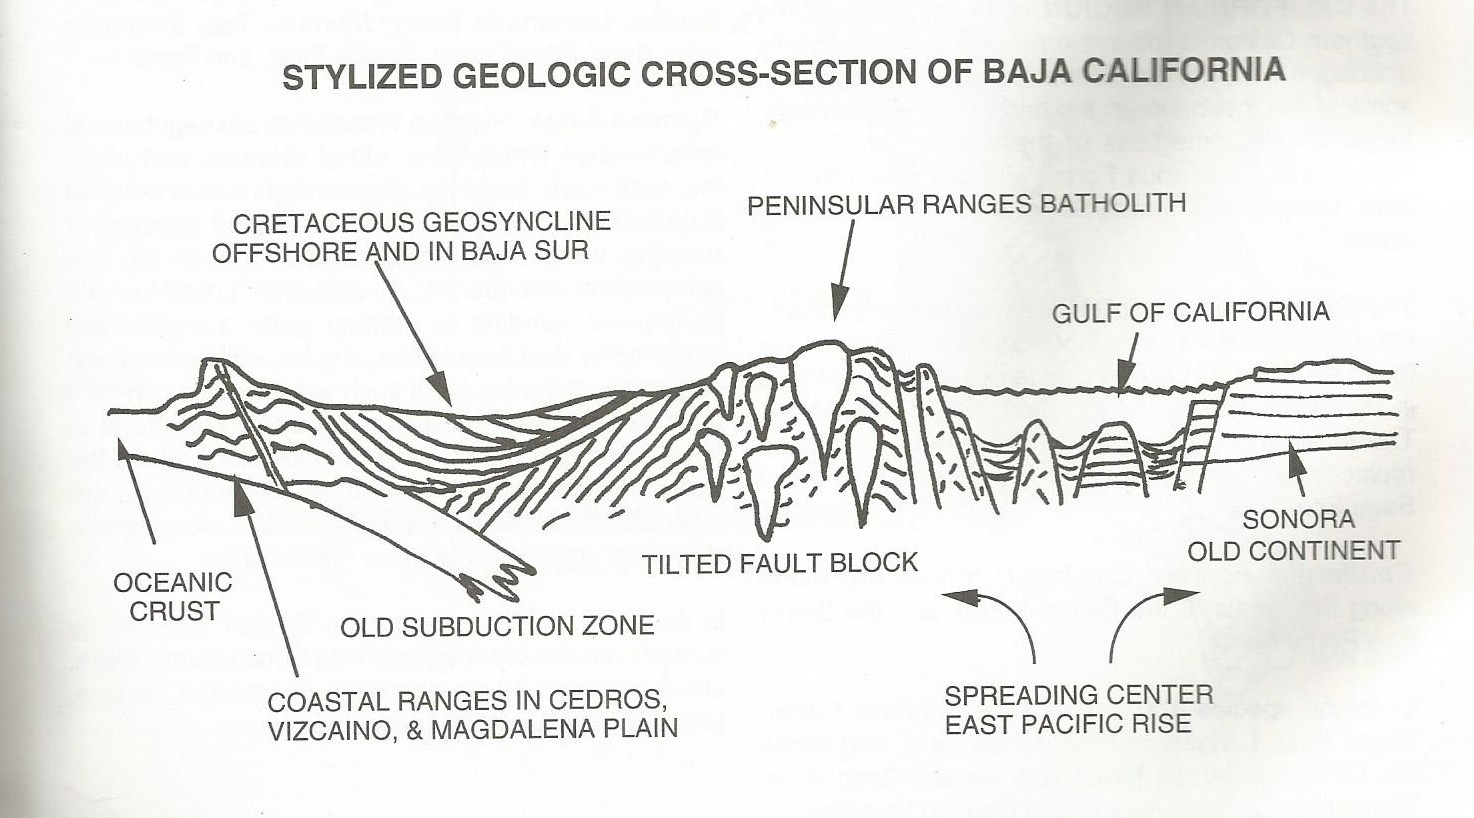 STYLIZED GEOLOGIC CROSS-SECTION OF BAJA CALIFORNIA
PENINSULAR RANGES BATHOLITH
CRETACEOUS GEOSYNCLINE
OFFSHORE AND IN BAJA SUR
GULF OF CALIFORNIA
SONORA
OLD CONTINENT
TILTED FAULT BLOCK
OCEANIC
CRUST
OLD SUBDUCTION ZONE
COASTAL RANGES IN CEDROS,
VIZCAINO, & MAGDALENA PLAIN
SPREADING CENTER
EAST PACIFIC RISE